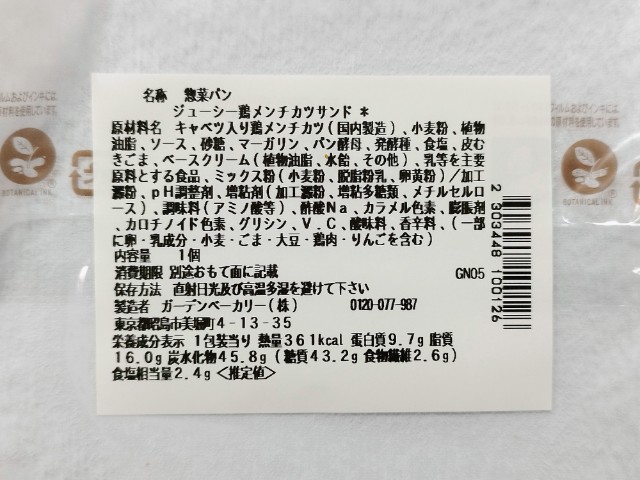 名称 惣菜パン
ジューシー鶏メンチカツサンド *
原材料名 キャベツ入り鶏メンチカツ（国内製造）、小麦粉、植物
油脂、ソース、砂糖、マーガリン、パン酵母、発酵種、食塩、皮む
きごま、ベースクリーム（植物油脂、水飴、その他）、乳等を主要
原料とする食品、ミックス粉（小麦粉、脱脂粉乳、卵黄粉）／加工
澱粉、ｐＨ調整剤、増粘剤（加工澱粉、増粘多糖類、メチルセルロ
ース）、調味料（アミノ酸等）、酢酸Ｎａ、カラメル色素、膨脹剤
、カロチノイド色素、グリシン、Ｖ．Ｃ、酸味料、香辛料、（一部
に卵・乳成分・小麦・ごま・大豆・鶏肉・りんごを含む）
内容量 1個
消費期限 別途おもて面に記載
GN05
保存方法 直射日光及び高温多湿を避けて下さい
製造者 ガーデンベーカリー（株） 0120-077-987
東京都昭島市美堀町４-１３-３５
栄養成分表示 1包装当り 熱量361kcal 蛋白質9.7g 脂質
16.0g 炭水化物45.8g（糖質43.2g 食物繊維2.6g）
食塩相当量2.4g＜推定値＞
2 303448 100126
BOTANICAL INK
BOTANICAL INK